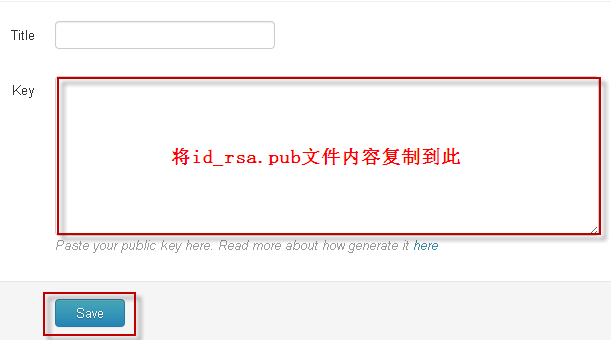 Title
Key
将id_rsa.pub文件内容复制到此
Paste your public key here. Read more about how generate it here
Save